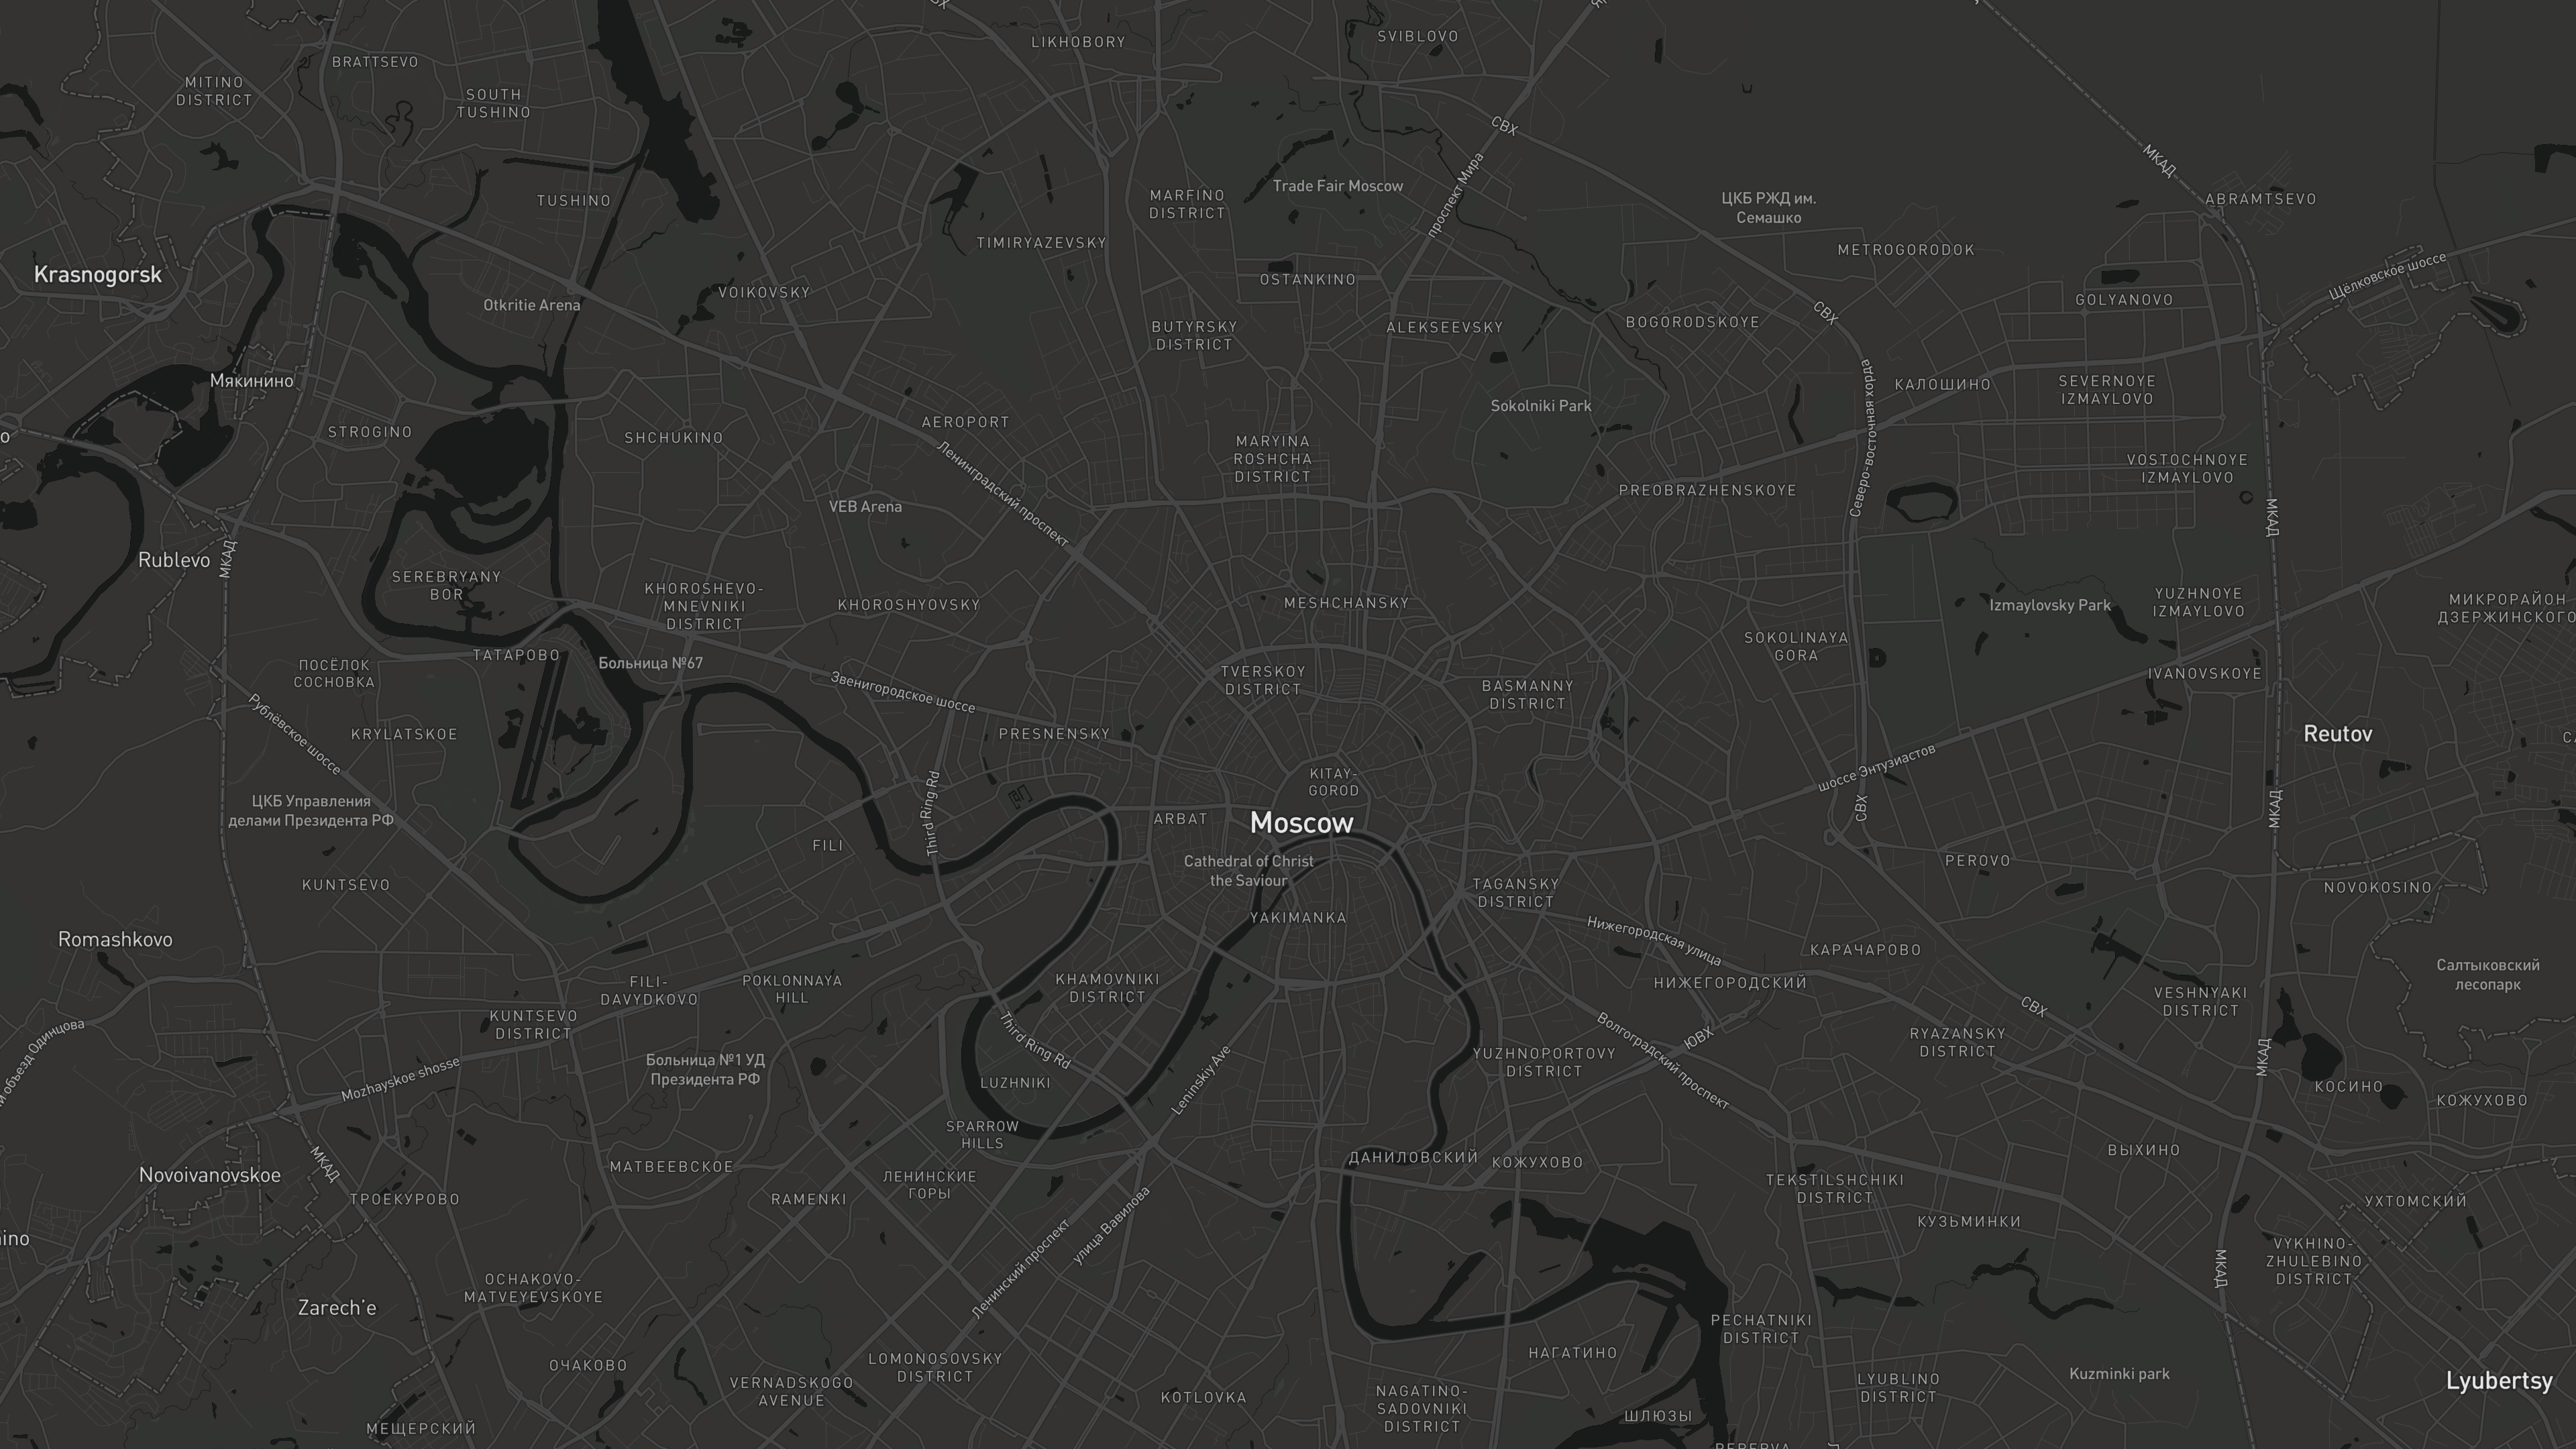 LIKHOBORY
SVIBLOVO
BRATTSEVO
MITINO
DISTRICT
SOUTH
TUSHINO
СВХ
проспект Мира
МКАД
TUSHINO
MARFINO
DISTRICT
Trade Fair Moscow
ЦКБ РЖД им.
Семашко
ABRAMTSEVO
TIMIRYAZEVSKY
METROGORODOK
Krasnogorsk
OSTANKINO
Щёлковское шоссе
VOIKOVSKY
Otkritie Arena
GOLYANOVO
СВХ
BUTYRSKY
DISTRICT
ALEKSEEVSKY
BOGORODSKOYE
Мякинино
КАЛОШИНО
SEVERNOYE
IZMAYLOVO
Sokolniki Park
AEROPORT
STROGINO
SHCHUKINO
Северо-восточная хорда
MARYINA
ROSHCHA
DISTRICT
Ленинградский проспект
VOSTOCHNOYE
IZMAYLOVO
PREOBRAZHENSKOYE
VEB Arena
МКАД
Rublevo
МКАД
SEREBRYANY
BOR
KHOROSHEVO-
MNEVNIKI
DISTRICT
KHOROSHYOVSKY
MESHCHANSKY
Izmaylovsky Park
YUZHNOYE
IZMAYLOVO
МИКРОРАЙОН
ДЗЕРЖИНСКОГО
SOKOLINAYA
GORA
ТАТАРОВО
Больница №67
ПОСЁЛОК
СОСНОВКА
TVERSKOY
DISTRICT
IVANOVSKOYE
Звенигородское шоссе
BASMANNY
DISTRICT
Рублёвское шоссе
KRYLATSKOE
PRESNENSKY
Reutov
шоссе Энтузиастов
KITAY-
GOROD
ЦКБ Управления
делами Президента РФ
Third Ring Rd
СВХ
МКАД
ARBAT
Moscow
FILI
Cathedral of Christ
the Saviour
PEROVO
KUNTSEVO
TAGANSKY
DISTRICT
NOVOKOSINO
YAKIMANKA
Romashkovo
Нижегородская улица
КАРАЧАРОВО
Салтыковский
лесопарк
FILI-
DAVYDKOVO
POKLONNAYA
HILL
KHAMOVNIKI
DISTRICT
НИЖЕГОРОДСКИЙ
VESHNYAKI
DISTRICT
СВХ
KUNTSEVO
DISTRICT
Third Ring Rd
Волгоградский проспект
ЮВХ
RYAZANSKY
DISTRICT
объезд Одинцова
Mozhayskoe shosse
Больница №1 УД
Президента РФ
LUZHNIKI
Leninskiy Ave
YUZHNOPORTOVY
DISTRICT
МКАД
КОСИНО
КОЖУХОВО
SPARROW
HILLS
МКАД
Novoivanovskoe
МАТВЕЕВСКОЕ
ДАНИЛОВСКИЙ
КОЖУХОВО
ВЫХИНО
ТРОЕКУРОВО
RAMENKI
ЛЕНИНСКИЕ
ГОРЫ
TEKSTILSHCHIKI
DISTRICT
УХТОМСКИЙ
Ленинский проспект
улица Вавилова
КУЗЬМИНКИ
ino
МКАД
VYKHINO-
ZHULEBINO
DISTRICT
OCHAKOVO-
MATVEYEVSKOYE
Zarech’e
PECHATNIKI
DISTRICT
ОЧАКОВО
LOMONOSOVSKY
DISTRICT
НАГАТИНО
Kuzminki park
VERNADSKOGO
AVENUE
KOTLOVKA
NAGATINO-
SADOVNIKI
DISTRICT
LYUBLINO
DISTRICT
Lyubertsy
МЕЩЕРСКИЙ
ШЛЮЗЫ